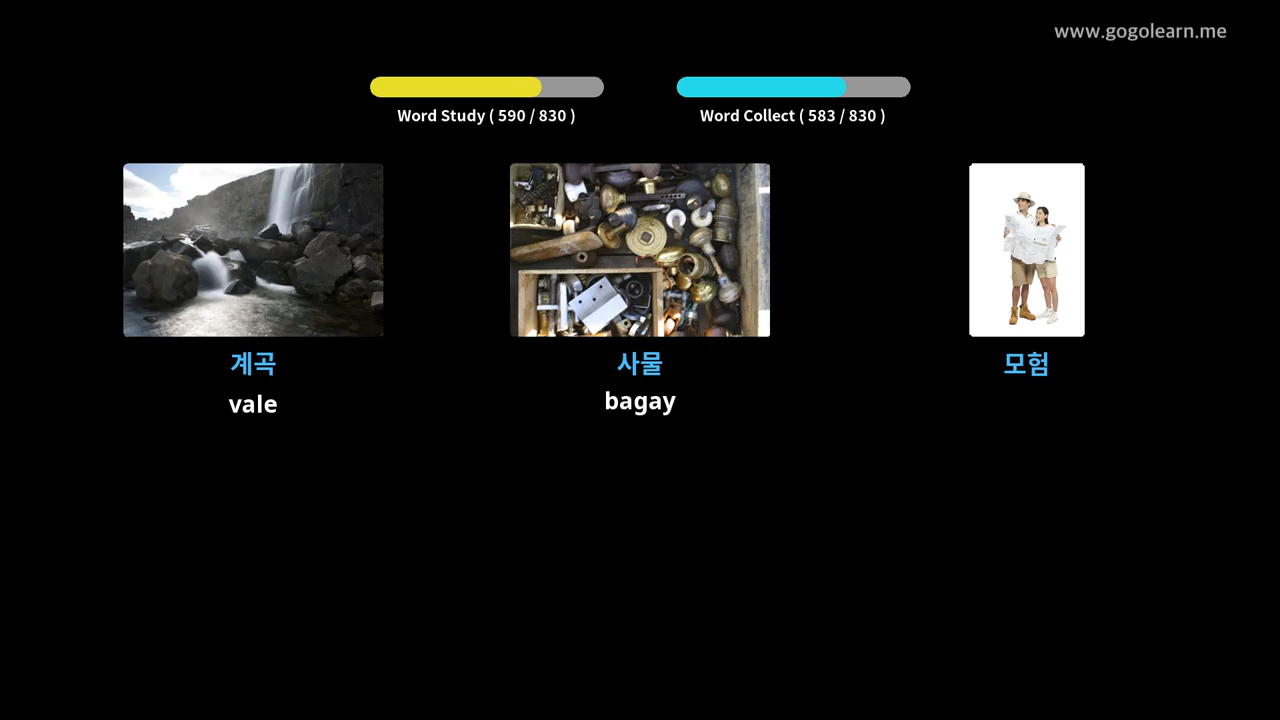 www.gogolearn.me
Word Study ( 590 / 830 )
Word Collect ( 583 / 830 )
계곡
사물
모험
vale
bagay